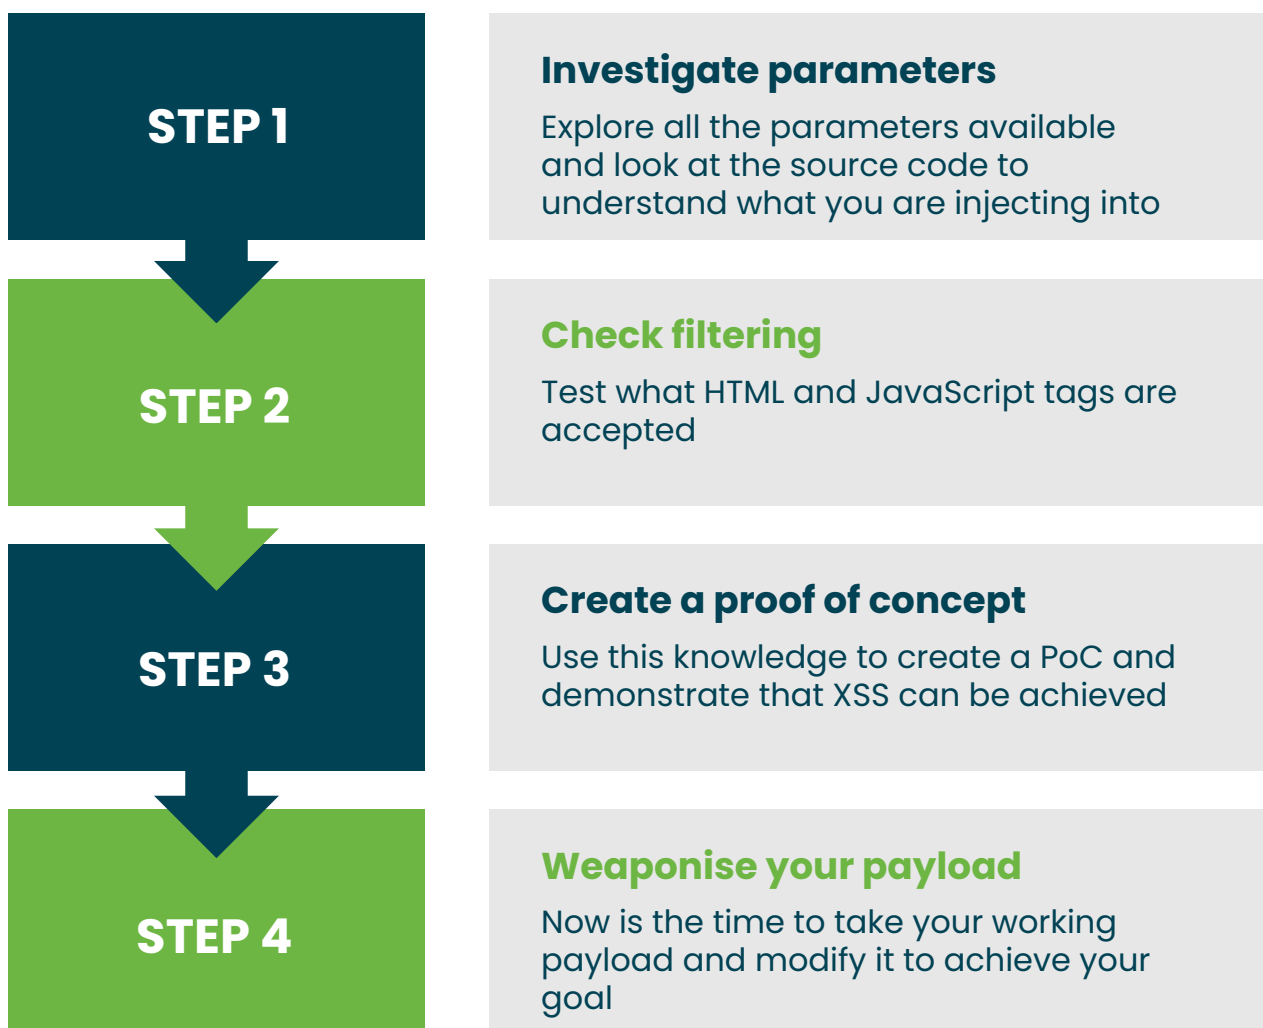 STEP 1
Investigate parameters
Explore all the parameters available
and look at the source code to
understand what you are injecting into
STEP 2
Check filtering
Test what HTML and JavaScript tags are
accepted
STEP 3
Create a proof of concept
Use this knowledge to create a PoC and
demonstrate that XSS can be achieved
STEP 4
Weaponise your payload
Now is the time to take your working
payload and modify it to achieve your
goal